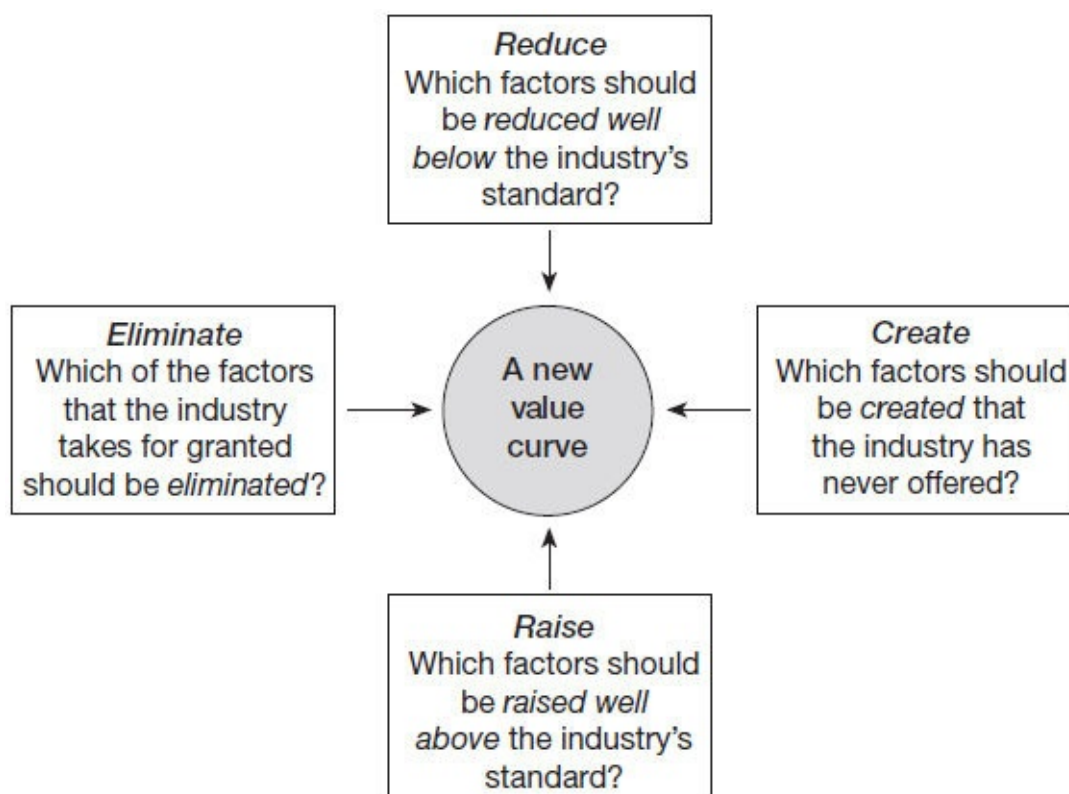 Reduce
Which factors should
be reduced well
below the industry’s
standard?
Eliminate
Which of the factors
that the industry
takes for granted
should be eliminated?
A new
value
curve
Create
Which factors should
be created that
the industry has
never offered?
Raise
Which factors should
be raised well
above the industry’s
standard?